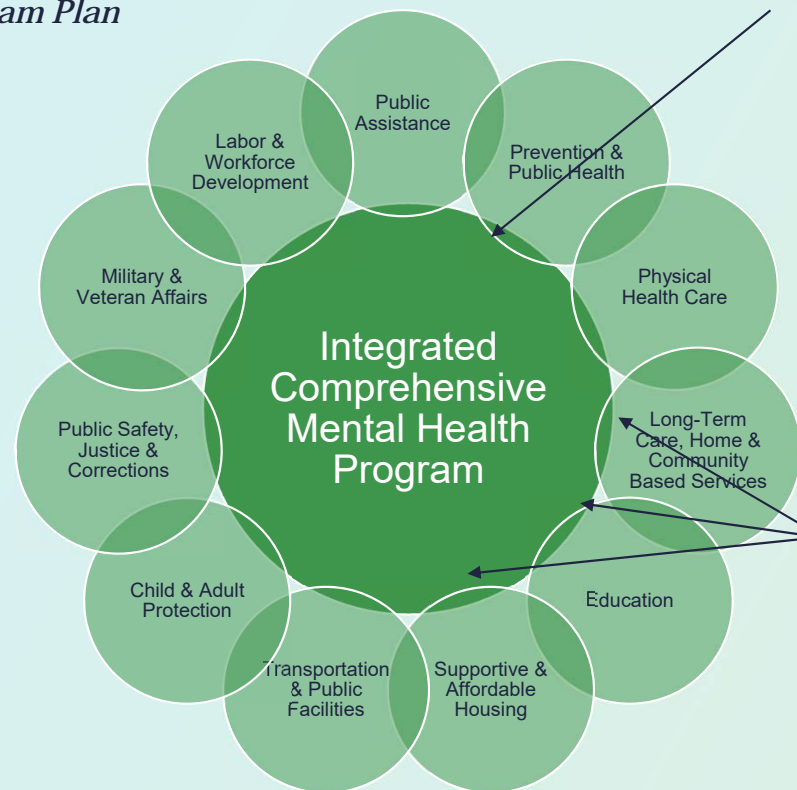 am Plan
Public
Assistance
Prevention &
Public Health
Physical
Health Care
Long-Term
Care, Home &
Community
Based Services
Education
Supportive &
Affordable
Housing
Transportation
& Public
Facilities
Child & Adult
Protection
Public Safety,
Justice &
Corrections
Military &
Veteran Affairs
Labor &
Workforce
Development
Integrated
Comprehensive
Mental Health
Program